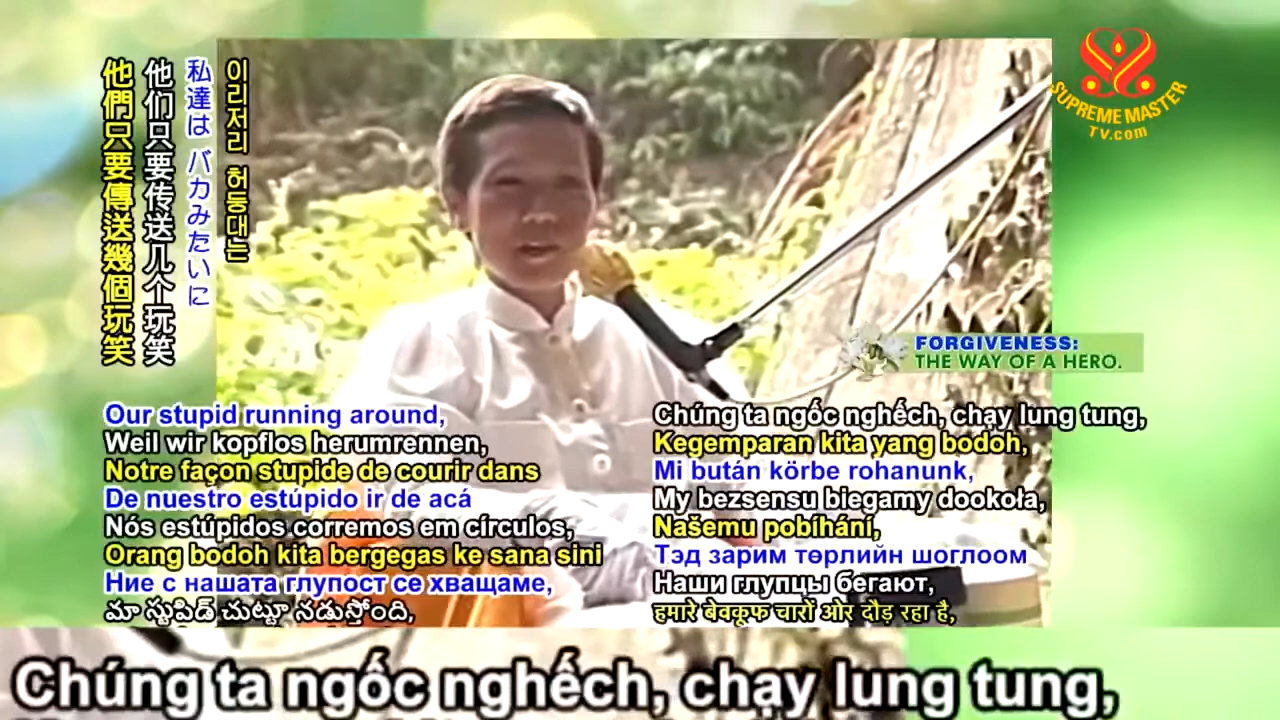 他們只要傳送幾個玩笑
他们只要传送几个玩笑
私達は バカみたいに
이리저리 허둥대는
SUPREME MASTER
TV.com
FORGIVENESS:
THE WAY OF A HERO.
Our stupid running around,
Weil wir kopflos herumrennen,
Notre façon stupide de courir dans
De nuestro estúpido ir de acá
Nós estúpidos corremos em círculos,
Orang bodoh kita bergegas ke sana sini
Ние с нашата глупост се хващаме,
మా స్టుపిడ్ చుట్టూ నడుస్తోంది,
Chúng ta ngốc nghếch, chạy lung tung,
Kegemparan kita yang bodoh,
Mi bután körbe rohanunk,
My bezsensu biegamy dookoła,
Našemu pobíhání,
Тэд зарим төрлийн шоглоом
Наши глупцы бегают,
हमारे बेवकूफ चारों ओर दौड़ रहा है,
Chúng ta ngốc nghếch, chạy lung tung,